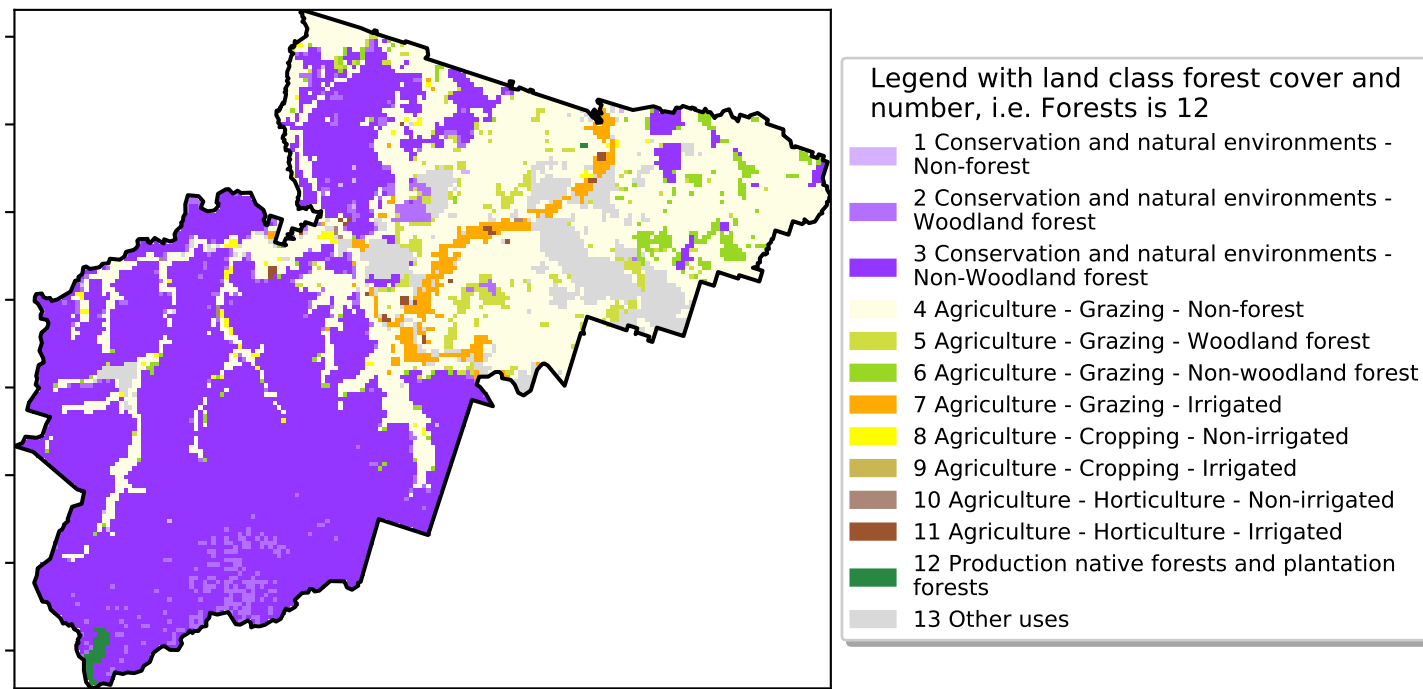 Legend with land class forest cover and
number, i.e. Forests is 12
1 Conservation and natural environments -
Non-forest
2 Conservation and natural environments -
Woodland forest
3 Conservation and natural environments -
Non-Woodland forest
4 Agriculture - Grazing - Non-forest
5 Agriculture - Grazing - Woodland forest
6 Agriculture - Grazing - Non-woodland forest
7 Agriculture - Grazing - Irrigated
8 Agriculture - Cropping - Non-irrigated
9 Agriculture - Cropping - Irrigated
10 Agriculture - Horticulture - Non-irrigated
11 Agriculture - Horticulture - Irrigated
12 Production native forests and plantation
forests
13 Other uses